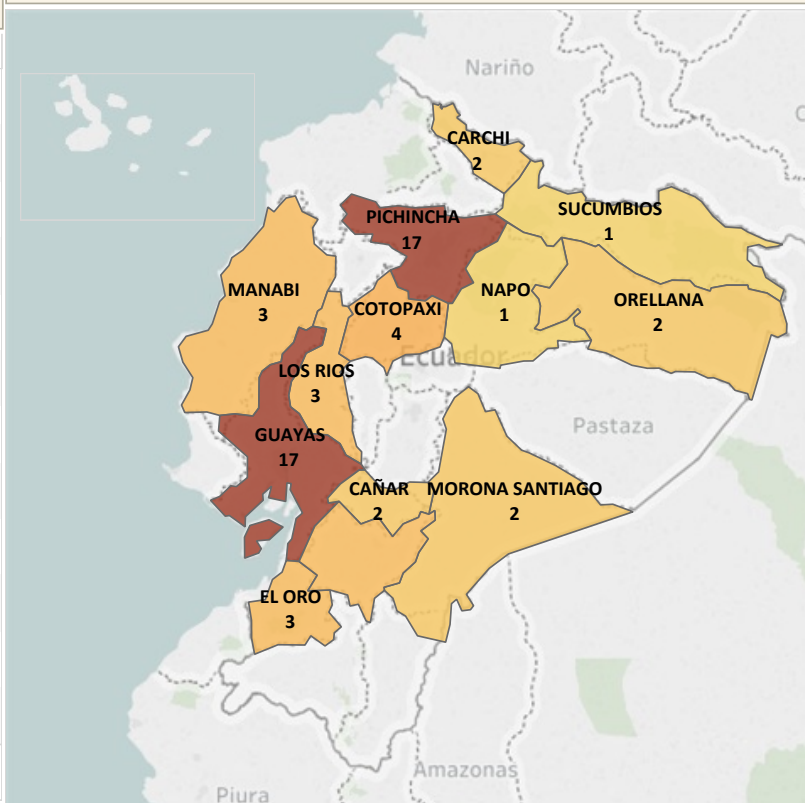 Nariño
CARCHI
2
PICHINCHA
17
SUCUMBIOS
1
MANABI
3
COTOPAXI
4
NAPO
1
ORELLANA
2
Ecuador
LOS RIOS
3
GUAYAS
17
Pastaza
CAÑAR
2
MORONA SANTIAGO
2
EL ORO
3
Amazonas
Piura